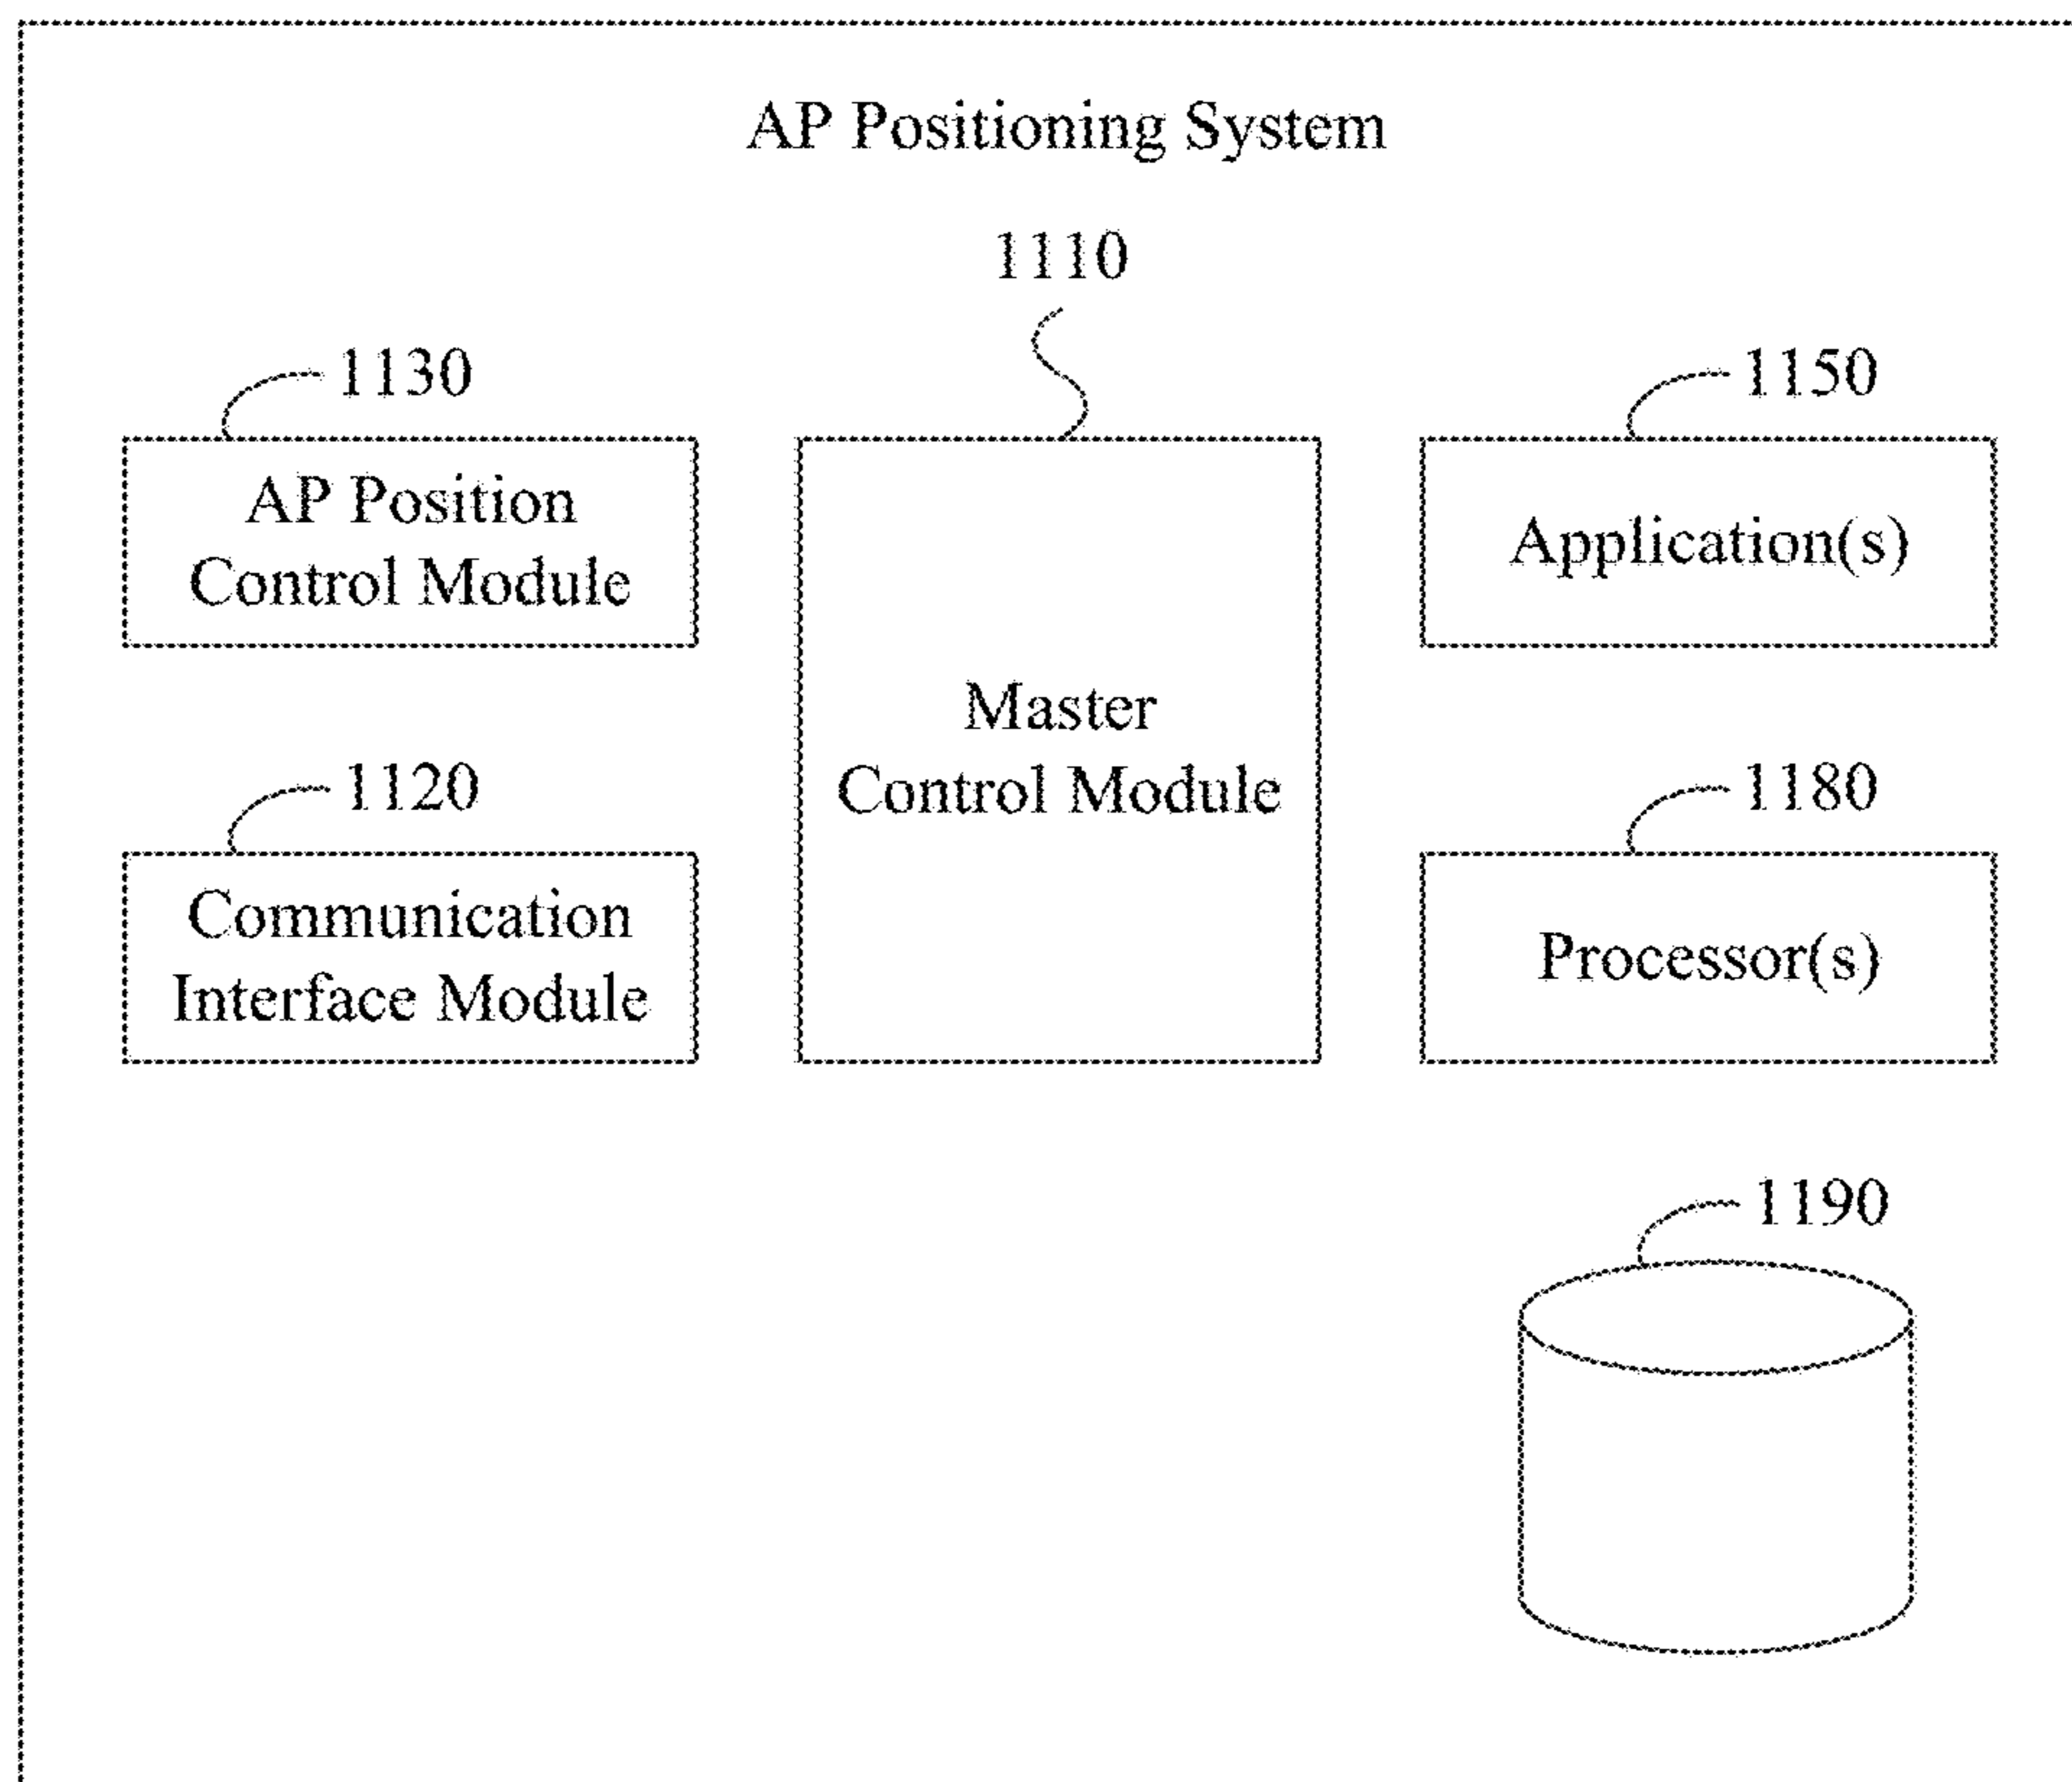 AP Positioning System
1110
1130
1150
AP Position
Control Module
Application(s)
Master
Control Module
1120
1180
Communication
Interface Module
Processor(s)
1190